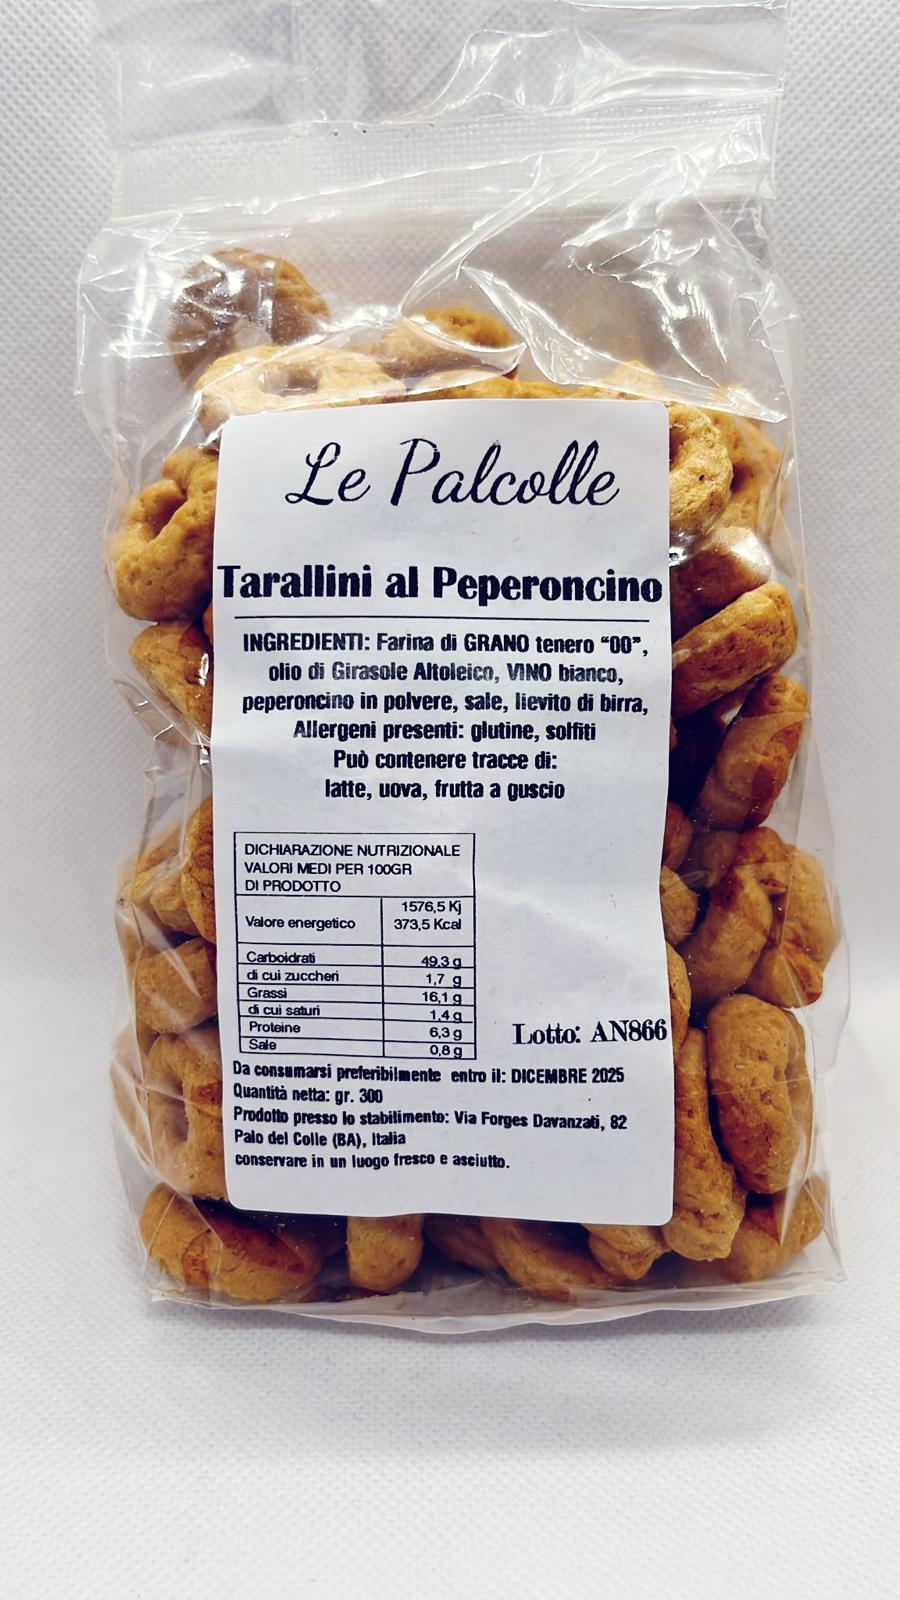 Le Palcolle
Tarallini al Peperoncino
INGREDIENTI: Farina di GRANO tenero “00”,
olio di Girasole Altoleico, VINO bianco,
peperoncino in polvere, sale, lievito di birra,
Allergeni presenti: glutine, solfiti
Può contenere tracce di:
latte, uova, frutta a guscio
DICHIARAZIONE NUTRIZIONALE
VALORI MEDI PER 100GR
DI PRODOTTO
Valore energetico 1576,5 Kj
373,5 Kcal
Carboidrati 49,3 g
di cui zuccheri 1,7 g
Grassi 16,1 g
di cui saturi 1,4 g
Proteine 6,3 g
Sale 0,8 g
Lotto: AN866
Da consumarsi preferibilmente entro il: DICEMBRE 2025
Quantità netta: gr. 300
Prodotto presso lo stabilimento: Via Forges Davanzati, 82
Palo del Colle (BA), Italia
conservare in un luogo fresco e asciutto.